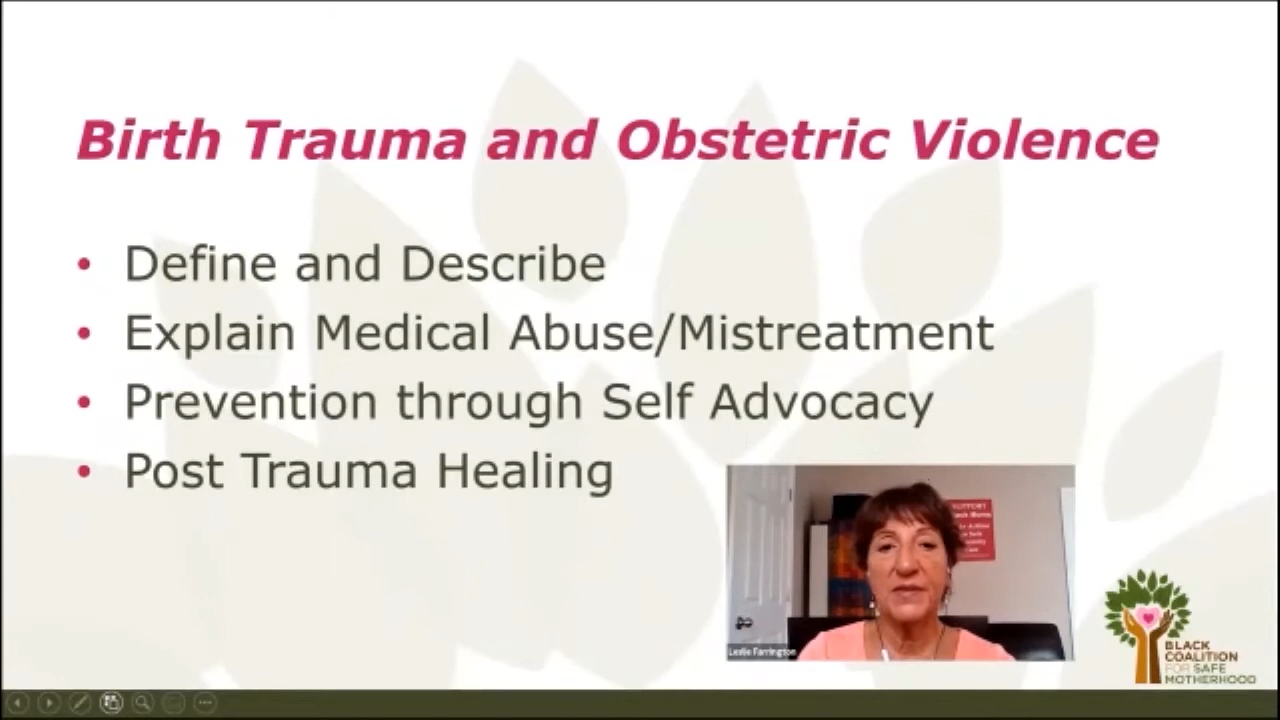 Birth Trauma and Obstetric Violence
• Define and Describe
• Explain Medical Abuse/Mistreatment
• Prevention through Self Advocacy
• Post Trauma Healing
SUPPORT
Leslie Farrington
BLACK
COALITION
FOR SAFE
MOTHERHOOD